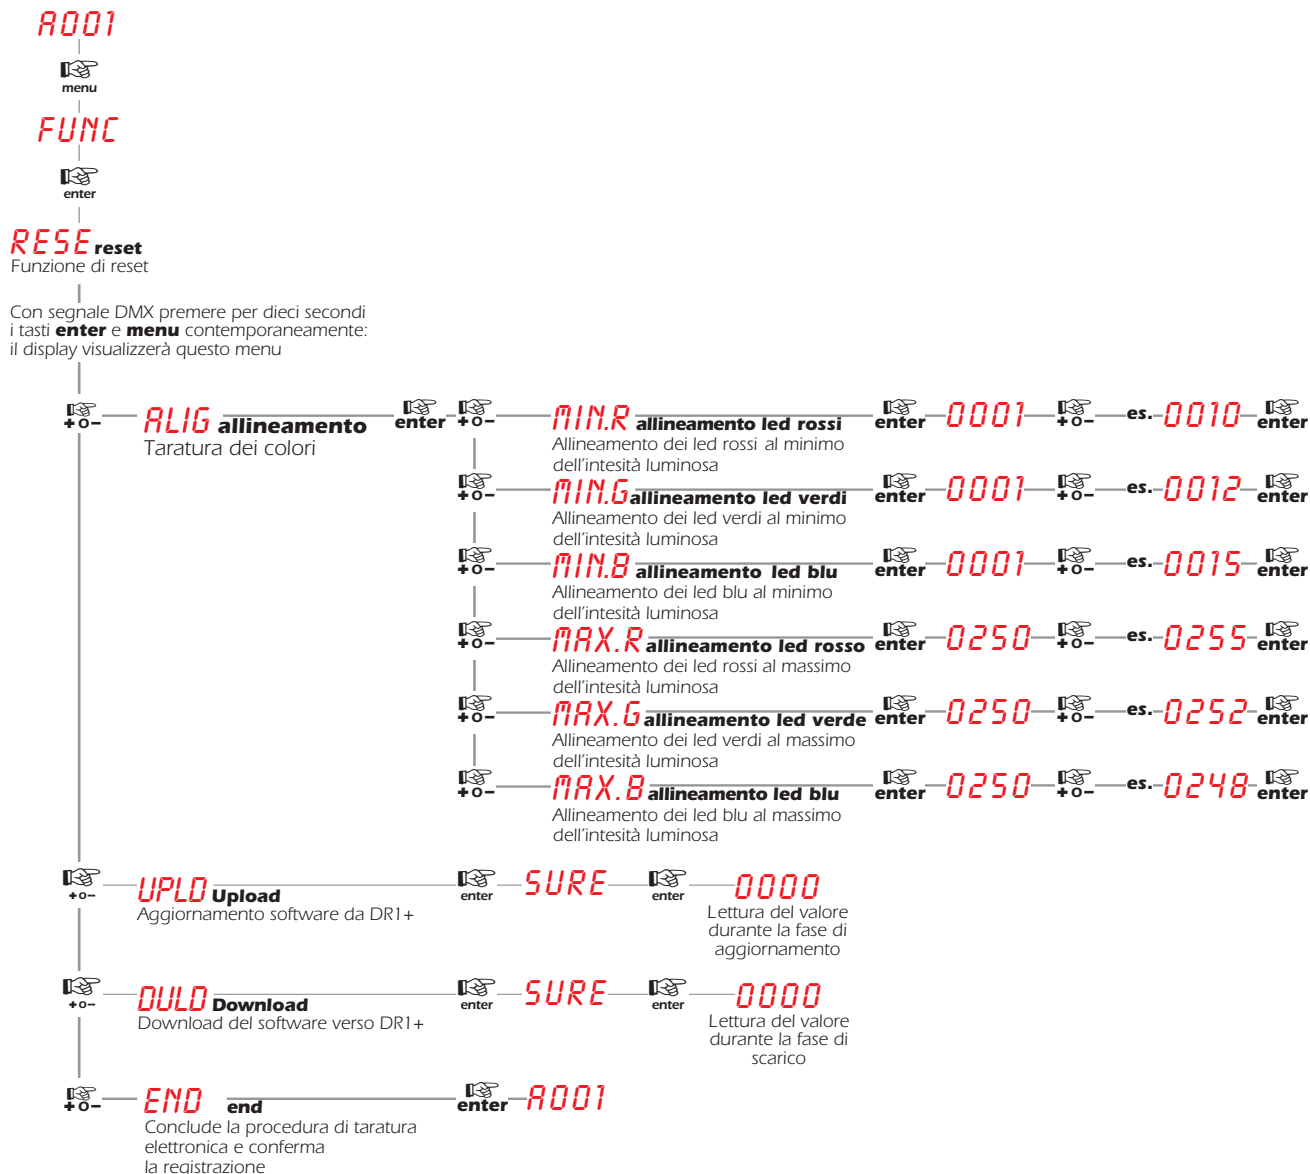 A001
menu
FUNC
enter
RESE reset
Funzione di reset
Con segnale DMX premere per dieci secondi
i tasti enter e menu contemporaneamente:
il display visualizzerà questo menu
+o- ALIG allineamento enter +o- MIN.R allineamento led rossi enter 0001 +o- es. 0010 enter
Taratura dei colori
Allineamento dei led rossi al minimo
dell'intesità luminosa
+o- MIN.G allineamento led verdi enter 0001 +o- es. 0012 enter
Allineamento dei led verdi al minimo
dell'intesità luminosa
+o- MIN.B allineamento led blu enter 0001 +o- es. 0015 enter
Allineamento dei led blu al minimo
dell'intesità luminosa
+o- MAX.R allineamento led rosso enter 0250 +o- es. 0255 enter
Allineamento dei led rossi al massimo
dell'intesità luminosa
+o- MAX.G allineamento led verde enter 0250 +o- es. 0252 enter
Allineamento dei led verdi al massimo
dell'intesità luminosa
+o- MAX.B allineamento led blu enter 0250 +o- es. 0248 enter
Allineamento dei led blu al massimo
dell'intesità luminosa
+o- UPLD Upload enter SURE enter 0000
Aggiornamento software da DR1+
Lettura del valore
durante la fase di
aggiornamento
+o- DULD Download enter SURE enter 0000
Download del software verso DR1+
Lettura del valore
durante la fase di
scarico
+o- END end enter A001
Conclude la procedura di taratura
elettronica e conferma
la registrazione